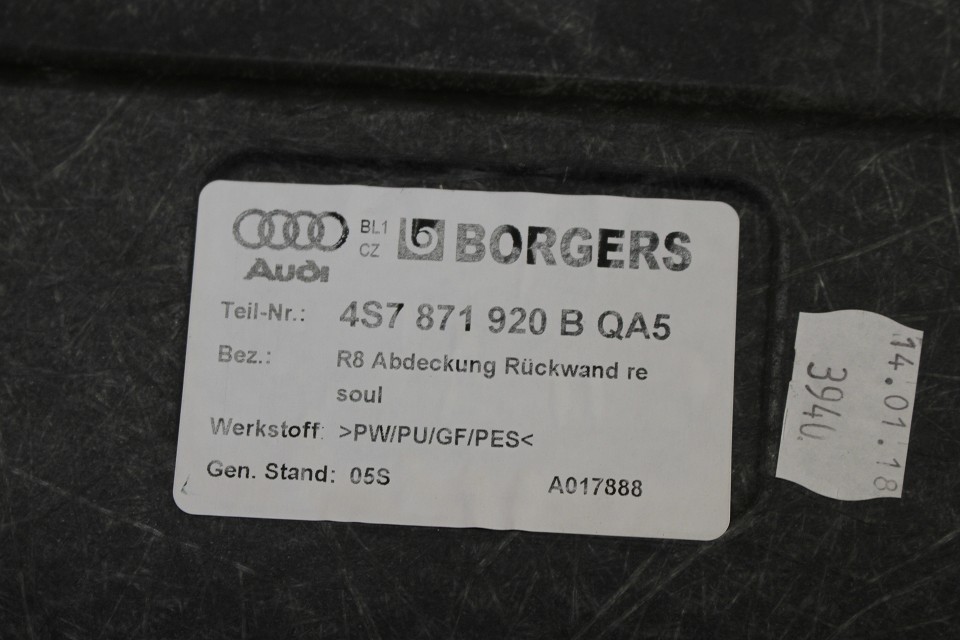 Audi
BL1
CZ
BORGERS
Teil-Nr.: 4S7 871 920 B QA5
Bez.: R8 Abdeckung Rückwand re
soul
Werkstoff: >PW/PU/GF/PES<
Gen. Stand: 05S A017888
14.01.18
3940.